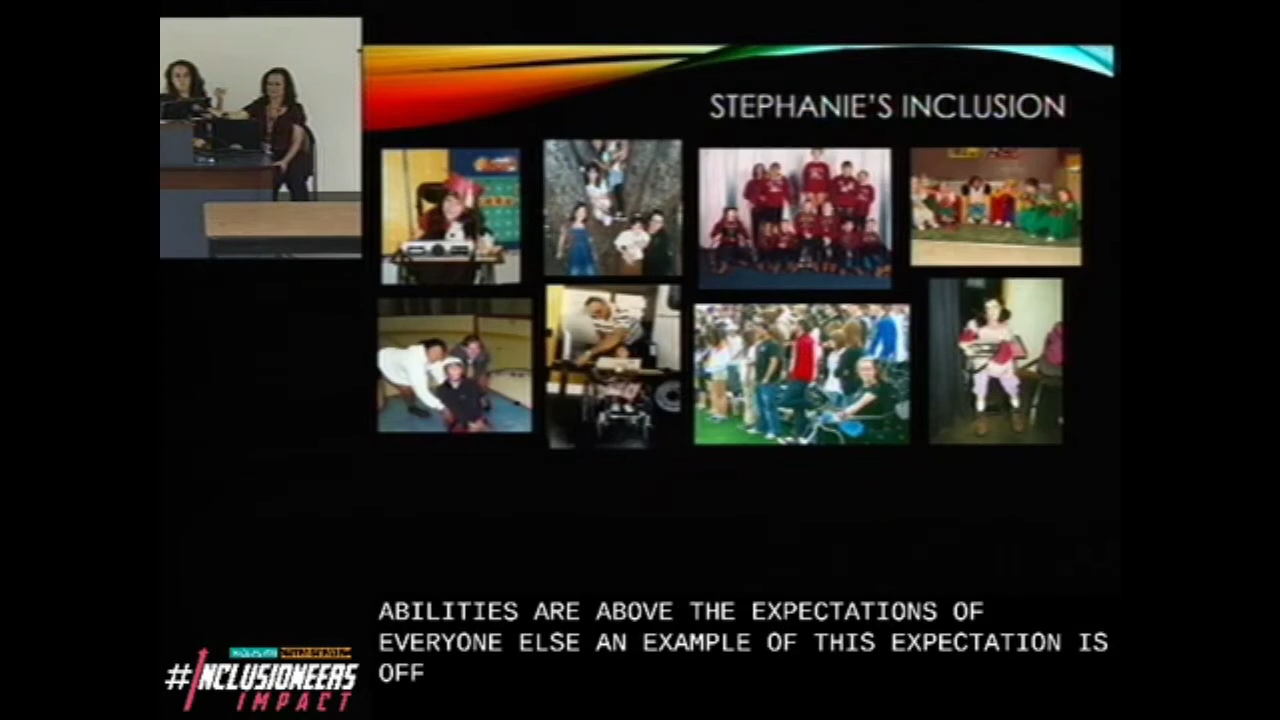 STEPHANIE'S INCLUSION
ABILITIES ARE ABOVE THE EXPECTATIONS OF
EVERYONE ELSE AN EXAMPLE OF THIS EXPECTATION IS
OFF
#INCLUSIONEERS
IMPACT